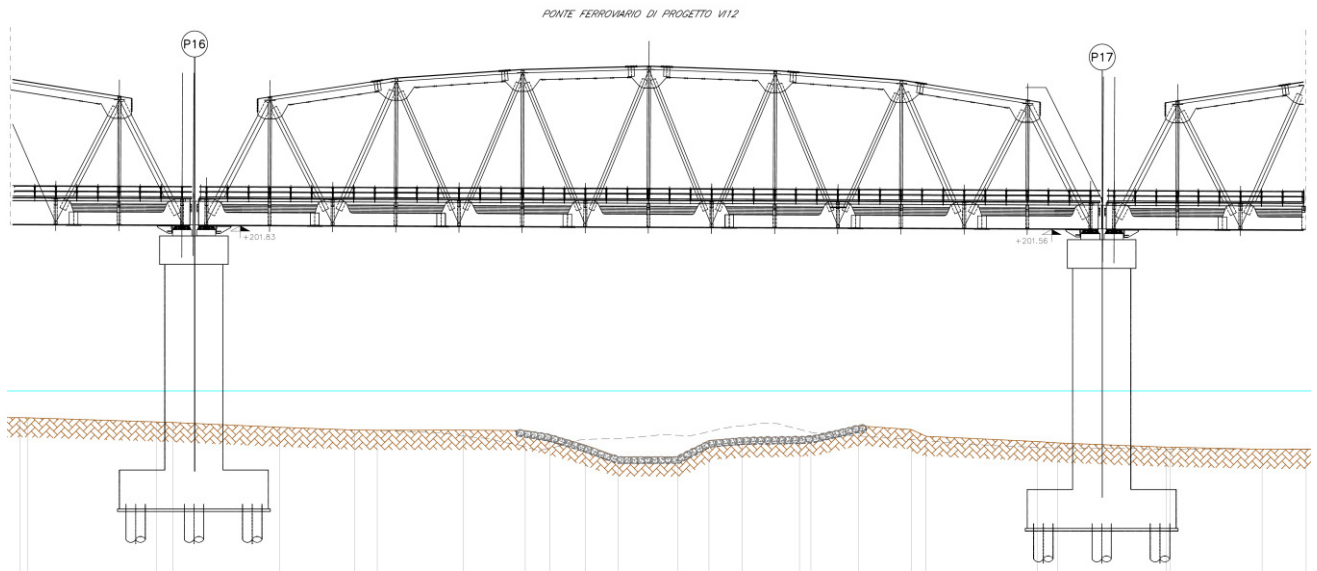 PONTE FERROVIARIO DI PROGETTO VI12
P16
P17
+201.83
+201.56